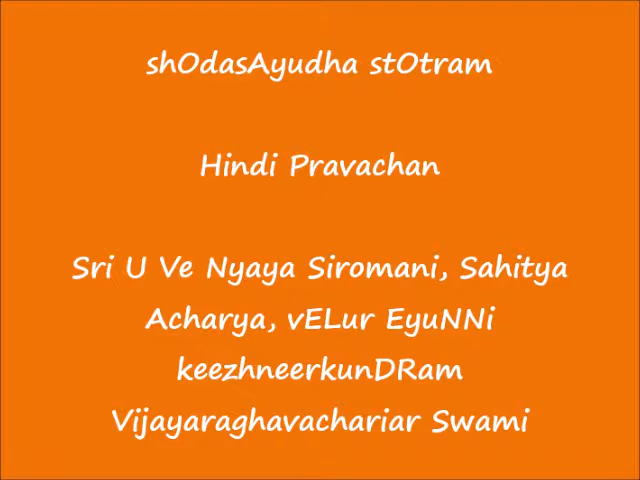 shOdasAyudha stOtram
Hindi Pravachan
Sri U Ve Nyaya Siromani, Sahitya
Acharya, vELur EyuNNi
keezhneerkunDRam
Vijayaraghavachariar Swami